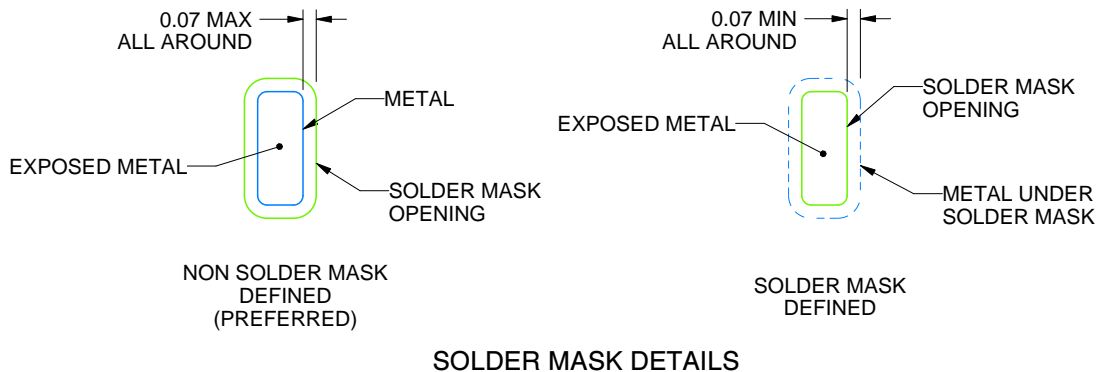 0.07 MAX
ALL AROUND
METAL
EXPOSED METAL
SOLDER MASK
OPENING
NON SOLDER MASK
DEFINED
(PREFERRED)
0.07 MIN
ALL AROUND
SOLDER MASK
OPENING
EXPOSED METAL
METAL UNDER
SOLDER MASK
SOLDER MASK
DEFINED
SOLDER MASK DETAILS